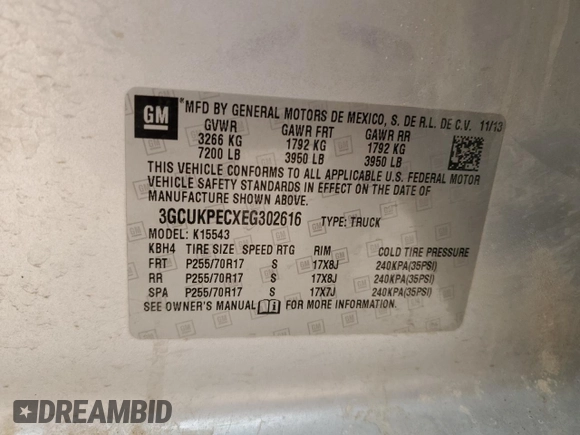 GM
*MFD BY GENERAL MOTORS DE MEXICO, S. DE R.L. DE C.V. 11/13
GVWR GAWR FRT GAWR RR
3266 KG 1792 KG 1792 KG
7200 LB 3950 LB 3950 LB
THIS VEHICLE CONFORMS TO ALL APPLICABLE U.S. FEDERAL MOTOR
VEHICLE SAFETY STANDARDS IN EFFECT ON THE DATE OF
MANUFACTURE SHOWN ABOVE.
3GCUKPECXEG302616 TYPE: TRUCK
MODEL: K15543
KBH4 TIRE SIZE SPEED RTG RIM COLD TIRE PRESSURE
FRT P255/70R17 S 17X8J 240KPA(35PSI)
RR P255/70R17 S 17X8J 240KPA(35PSI)
SPA P255/70R17 S 17X7J 240KPA(35PSI)
SEE OWNER'S MANUAL FOR MORE INFORMATION.
DREAMBID